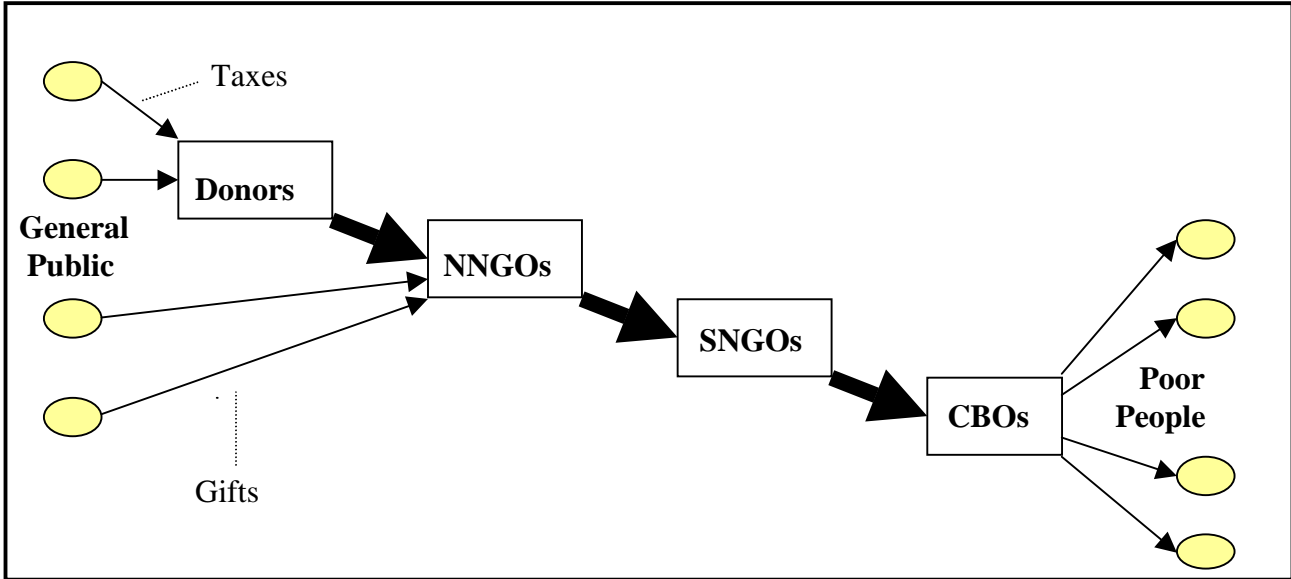 Taxes
Donors
General
Public
NNGOs
SNGOs
Poor
People
CBOs
Gifts